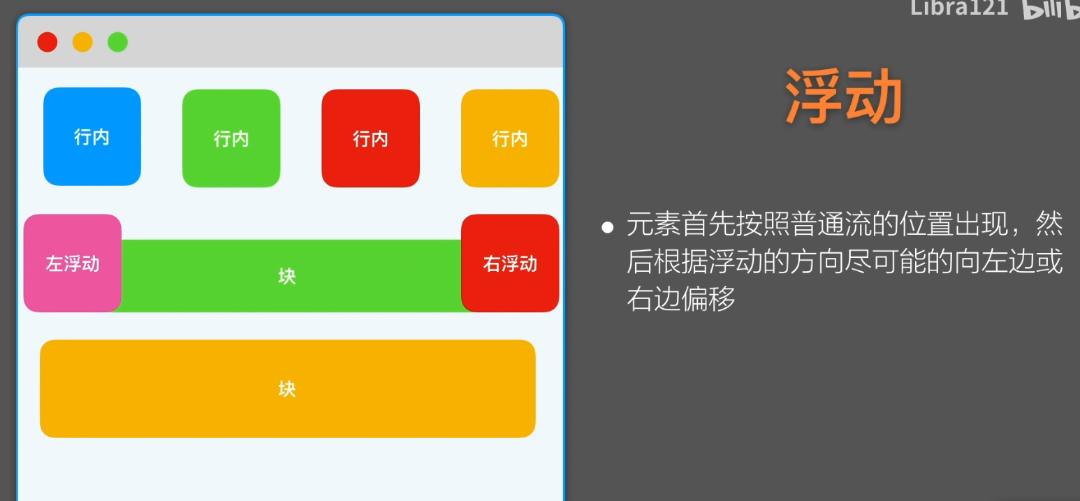 Libra121 bilib
浮动
行内 行内 行内 行内
左浮动 块 右浮动
块
• 元素首先按照普通流的位置出现，然
后根据浮动的方向尽可能的向左边或
右边偏移